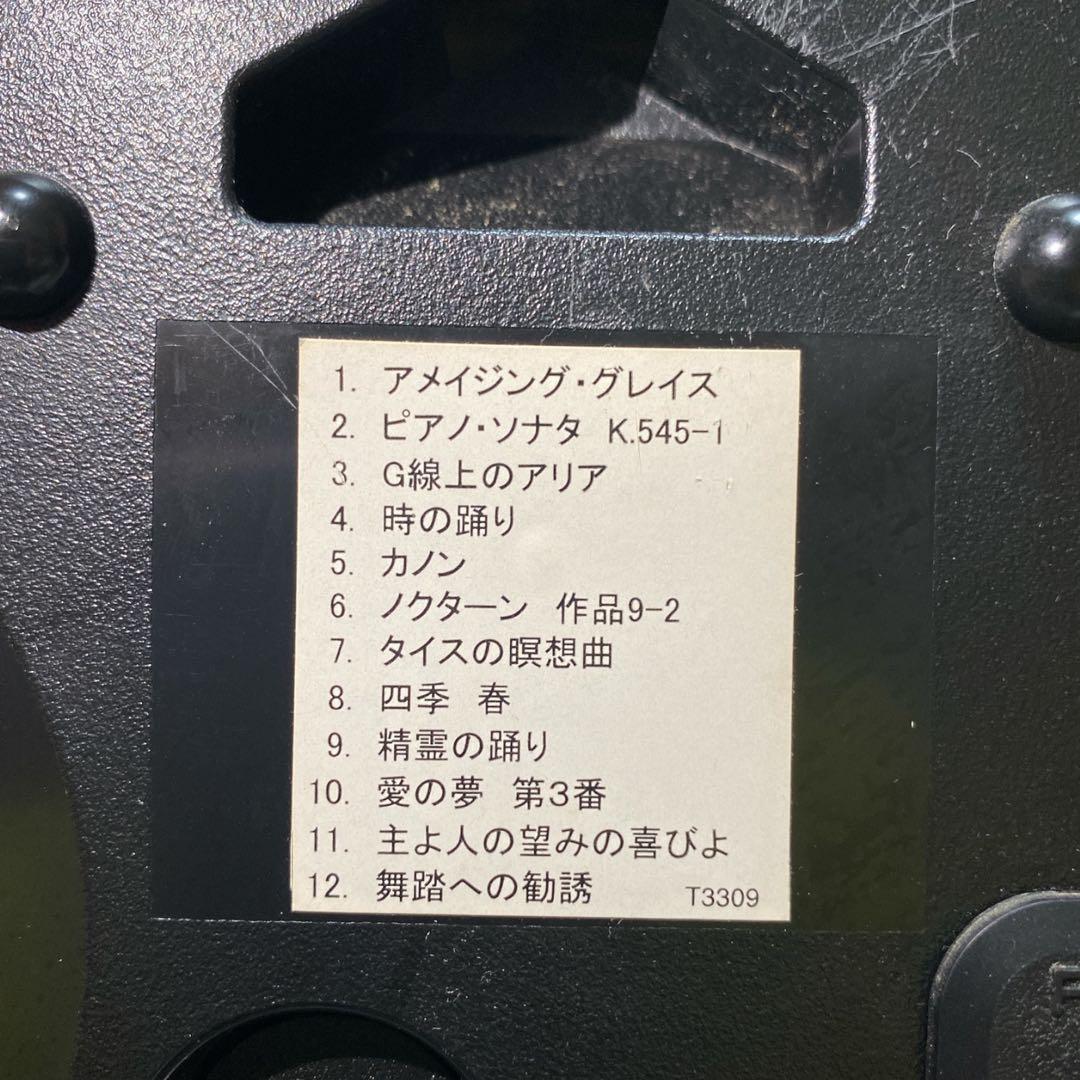 1. アメイジング・グレイス
2. ピアノ・ソナタ K.545-1
3. G線上のアリア
4. 時の踊り
5. カノン
6. ノクターン 作品9-2
7. タイスの瞑想曲
8. 四季 春
9. 精霊の踊り
10. 愛の夢 第3番
11. 主よ人の望みの喜びよ
12. 舞踏への勧誘 T3309